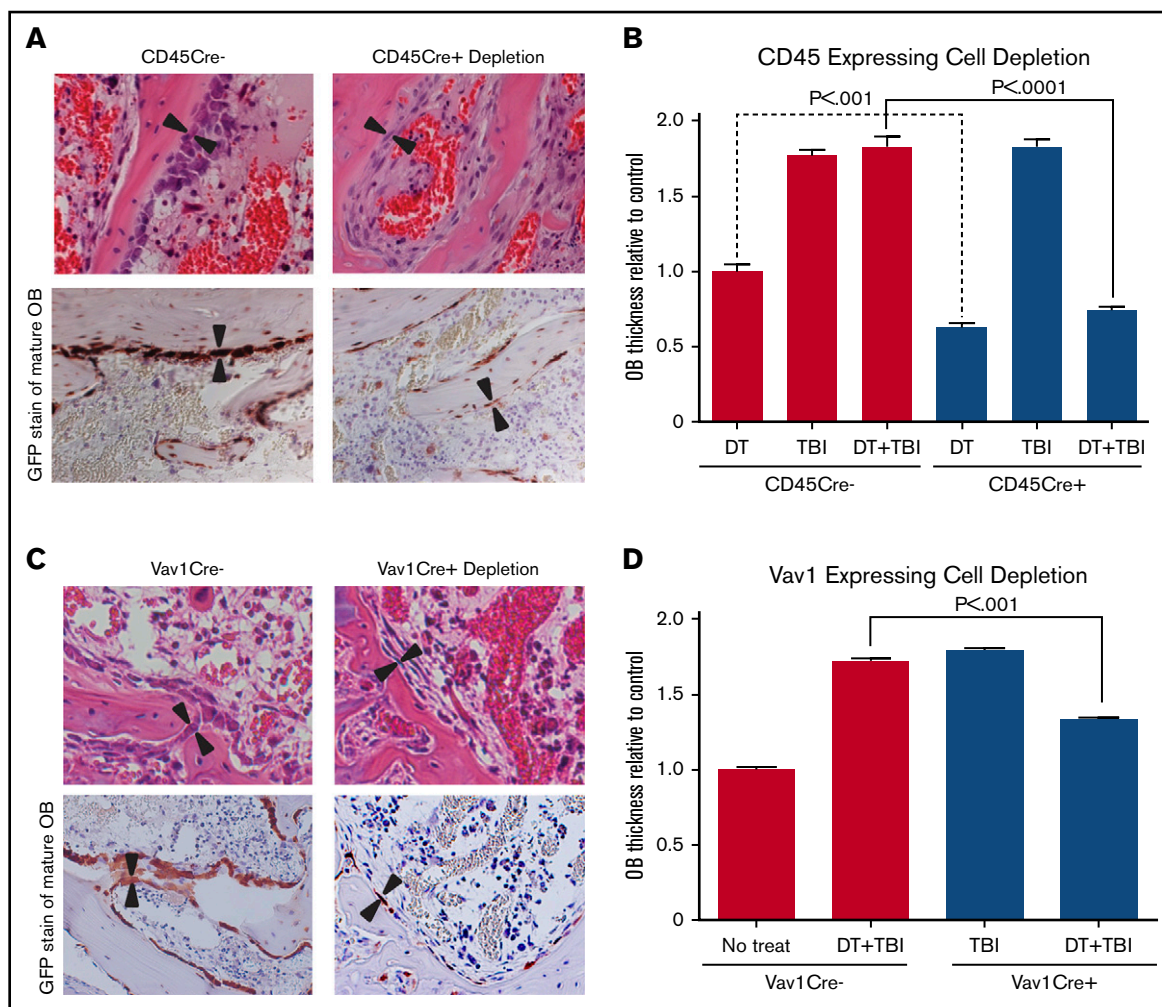 A
CD45Cre-
CD45Cre+ Depletion
GFP stain of mature OB
B
CD45 Expressing Cell Depletion
P<.001
P<.0001
OB thickness relative to control
2.0
1.5
1.0
0.5
0
DT
TBI
DT+TBI
DT
TBI
DT+TBI
CD45Cre-
CD45Cre+
C
Vav1Cre-
Vav1Cre+ Depletion
GFP stain of mature OB
D
Vav1 Expressing Cell Depletion
P<.001
OB thickness relative to control
2.0
1.5
1.0
0.5
0
No treat
DT+TBI
TBI
DT+TBI
Vav1Cre-
Vav1Cre+